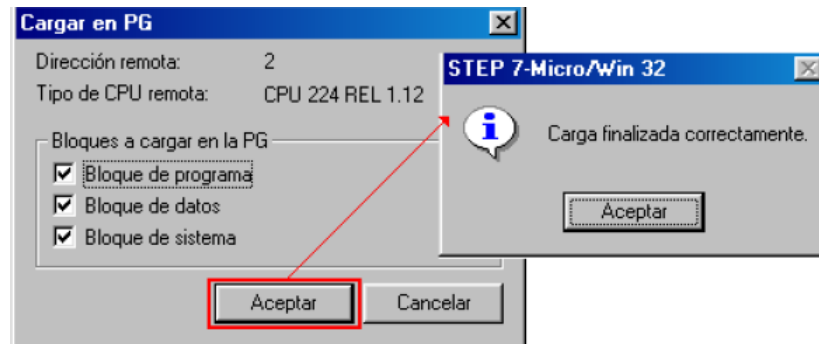 Cargar en PG
Dirección remota: 2
Tipo de CPU remota: CPU 224 REL 1.12
Bloques a cargar en la PG
Bloque de programa
Bloque de datos
Bloque de sistema
Aceptar Cancelar
STEP 7-Micro/Win 32
Carga finalizada correctamente.
Aceptar